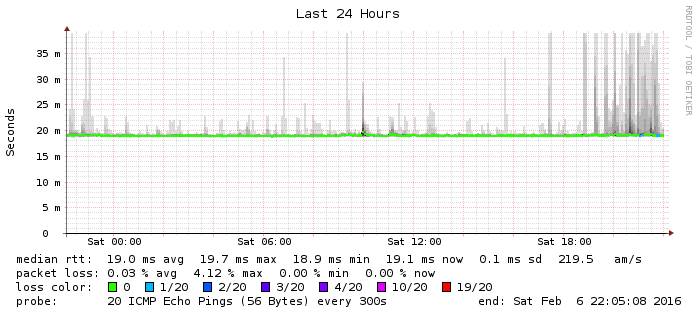 Last 24 Hours
RRDTOOL / TOBI OETIKER
Seconds
35 m
30 m
25 m
20 m
15 m
10 m
5 m
0
Sat 00:00 Sat 06:00 Sat 12:00 Sat 18:00
median rtt: 19.0 ms avg 19.7 ms max 18.9 ms min 19.1 ms now 0.1 ms sd 219.5 am/s
packet loss: 0.03 % avg 4.12 % max 0.00 % min 0.00 % now
loss color: 0 1/20 2/20 3/20 4/20 10/20 19/20
probe: 20 ICMP Echo Pings (56 Bytes) every 300s end: Sat Feb 6 22:05:08 2016